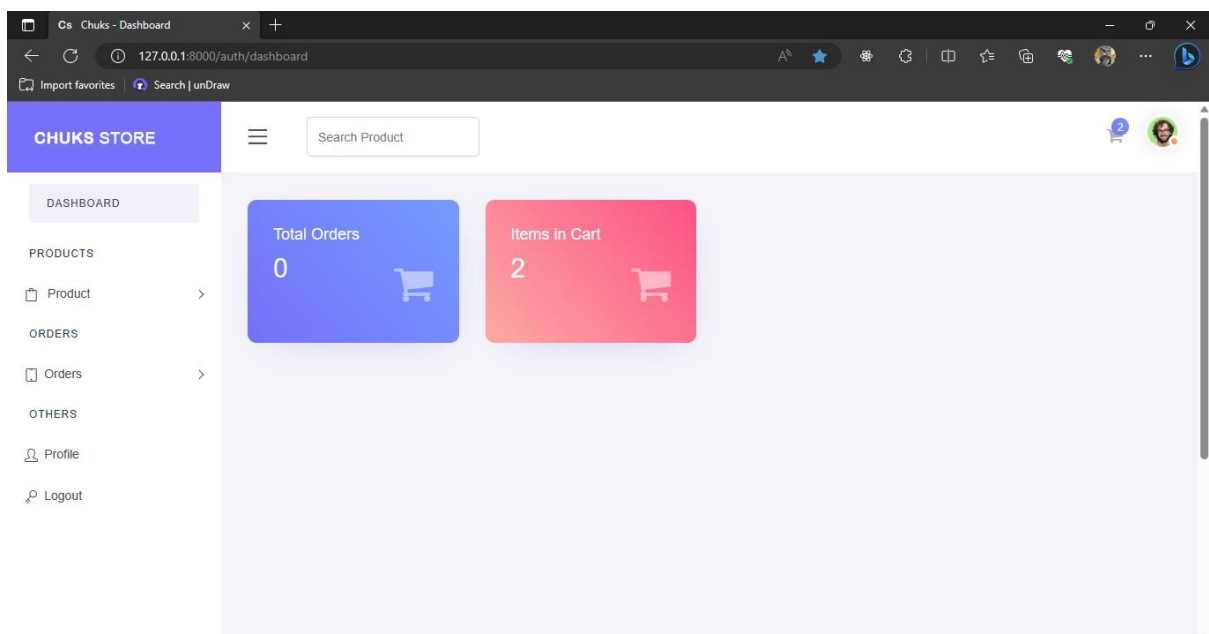 Cs Chuks - Dashboard
127.0.0.1:8000/auth/dashboard
Import favorites
Search | unDraw
CHUKS STORE
Search Product
2
DASHBOARD
PRODUCTS
Product
ORDERS
Orders
OTHERS
Profile
Logout
Total Orders
0
Items in Cart
2